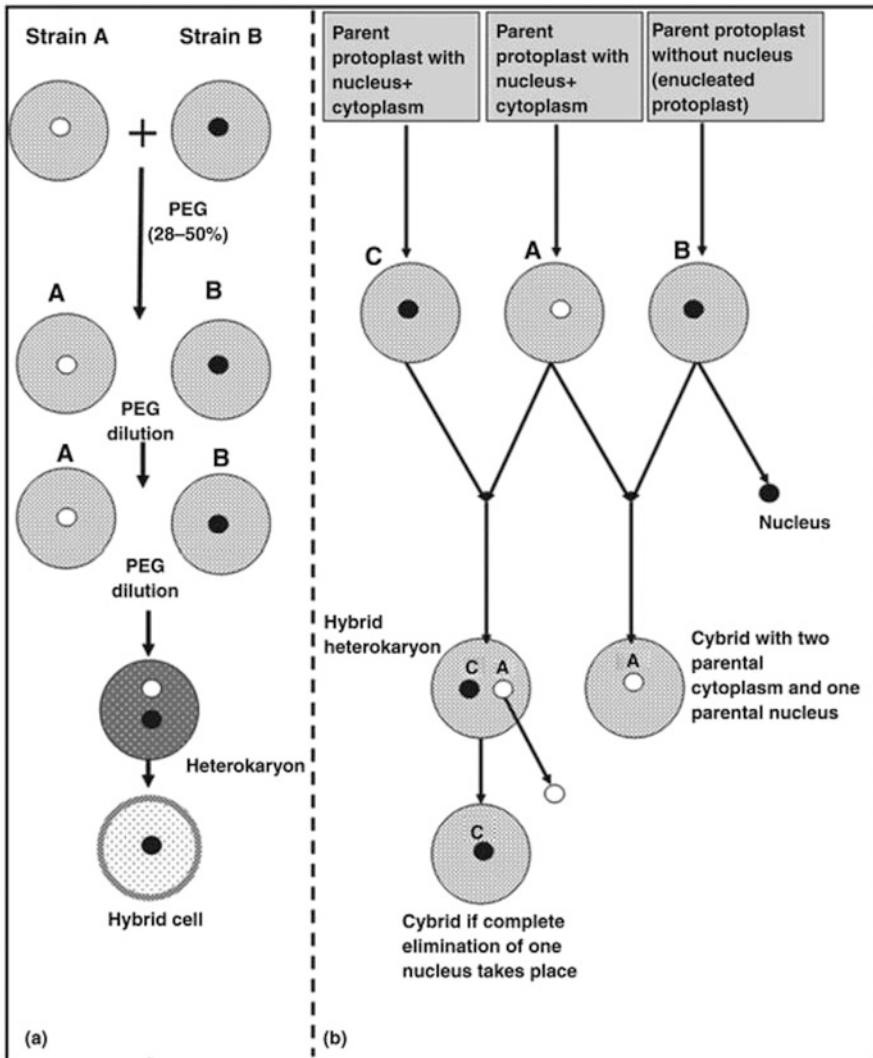 Strain A
Strain B
PEG
(28–50%)
A
B
PEG
dilution
A
B
PEG
dilution
Heterokaryon
Hybrid cell
(a)
Parent
protoplast with
nucleus+
cytoplasm
Parent
protoplast with
nucleus+
cytoplasm
Parent protoplast
without nucleus
(enucleated
protoplast)
C
A
B
Nucleus
Hybrid
heterokaryon
C A
A
Cybrid with two
parental
cytoplasm and one
parental nucleus
C
Cybrid if complete
elimination of one
nucleus takes place
(b)